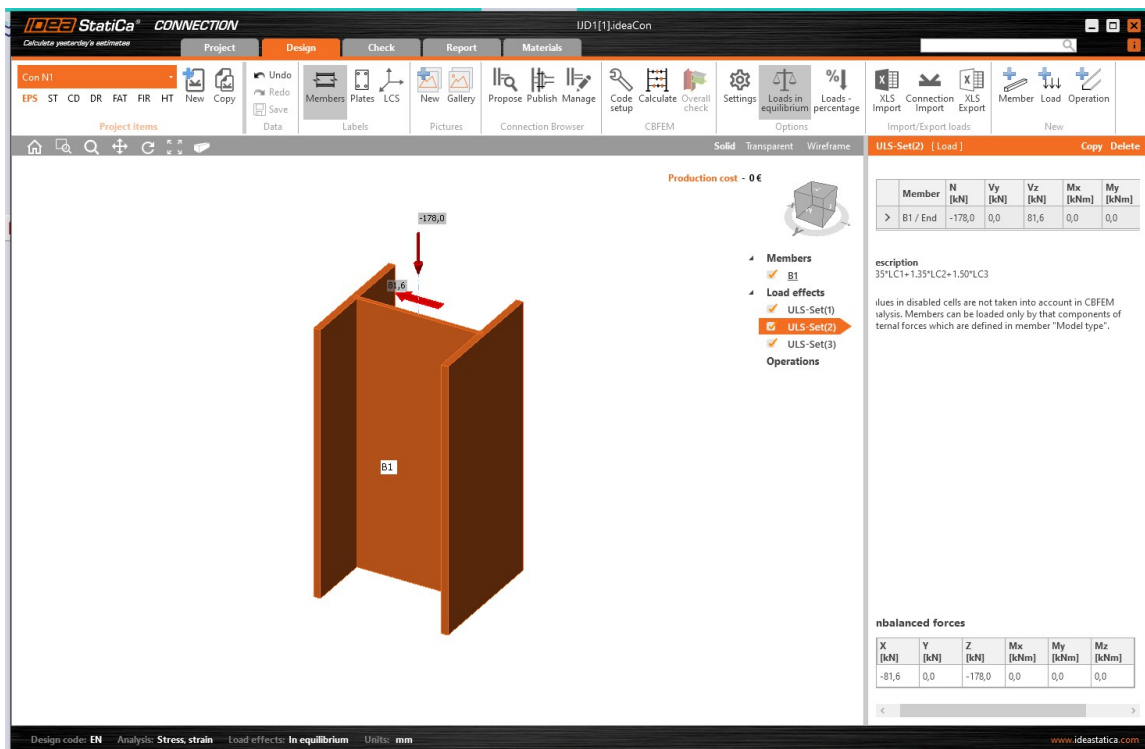 IDEA StatiCa® CONNECTION
IJD1[1].ideaCon
Calculate yesterday's estimates
Project Design Check Report Materials
Con N1
EPS ST CD DR FAT FIR HT
New Copy
Undo
Redo
Save
Members Plates LCS
New Gallery
Propose Publish Manage
Code setup Calculate Overall check
Settings Loads in equilibrium Loads - percentage
XLS Import Connection Import XLS Export
Member Load Operation
Project Items Data Labels Pictures Connection Browser CBFEM Options Import/Export loads New
Solid Transparent Wireframe
ULS-Set(2) [ Load ] Copy Delete
Production cost - 0 €
-178,0
81,6
B1
Members
B1
Load effects
ULS-Set(1)
ULS-Set(2)
ULS-Set(3)
Operations
Member N [kN] Vy [kN] Vz [kN] Mx [kNm] My [kNm]
> B1 / End -178,0 0,0 81,6 0,0 0,0
escription
35*LC1+1.35*LC2+1.50*LC3
lues in disabled cells are not taken into account in CBFEM
nalysis. Members can be loaded only by that components of
ternal forces which are defined in member "Model type".
nbalanced forces
X [kN] Y [kN] Z [kN] Mx [kNm] My [kNm] Mz [kNm]
-81,6 0,0 -178,0 0,0 0,0 0,0
Design code: EN Analysis: Stress, strain Load effects: In equilibrium Units: mm
www.ideastatica.com